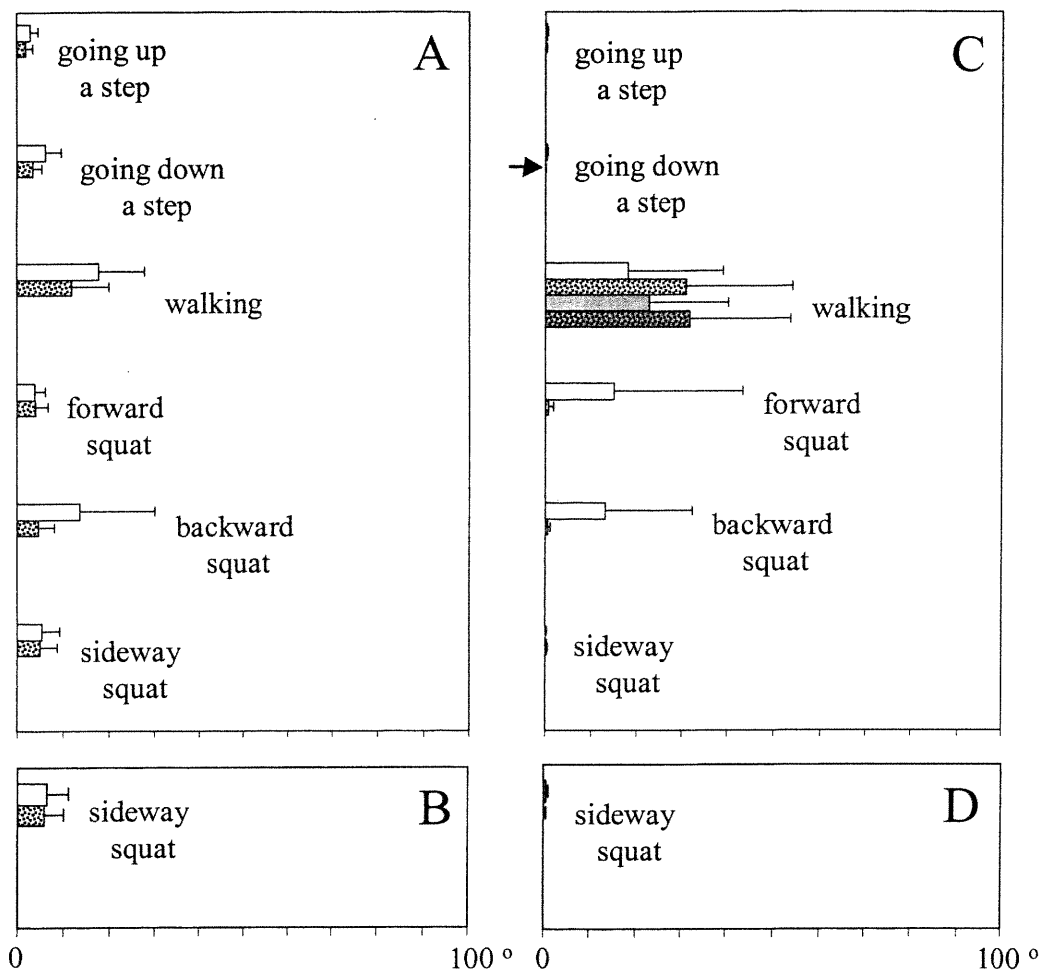 A
going up
a step
going down
a step
walking
forward
squat
backward
squat
sideway
squat
C
going up
a step
going down
a step
walking
forward
squat
backward
squat
sideway
squat
B
sideway
squat
0
100 º
D
sideway
squat
0
100 º